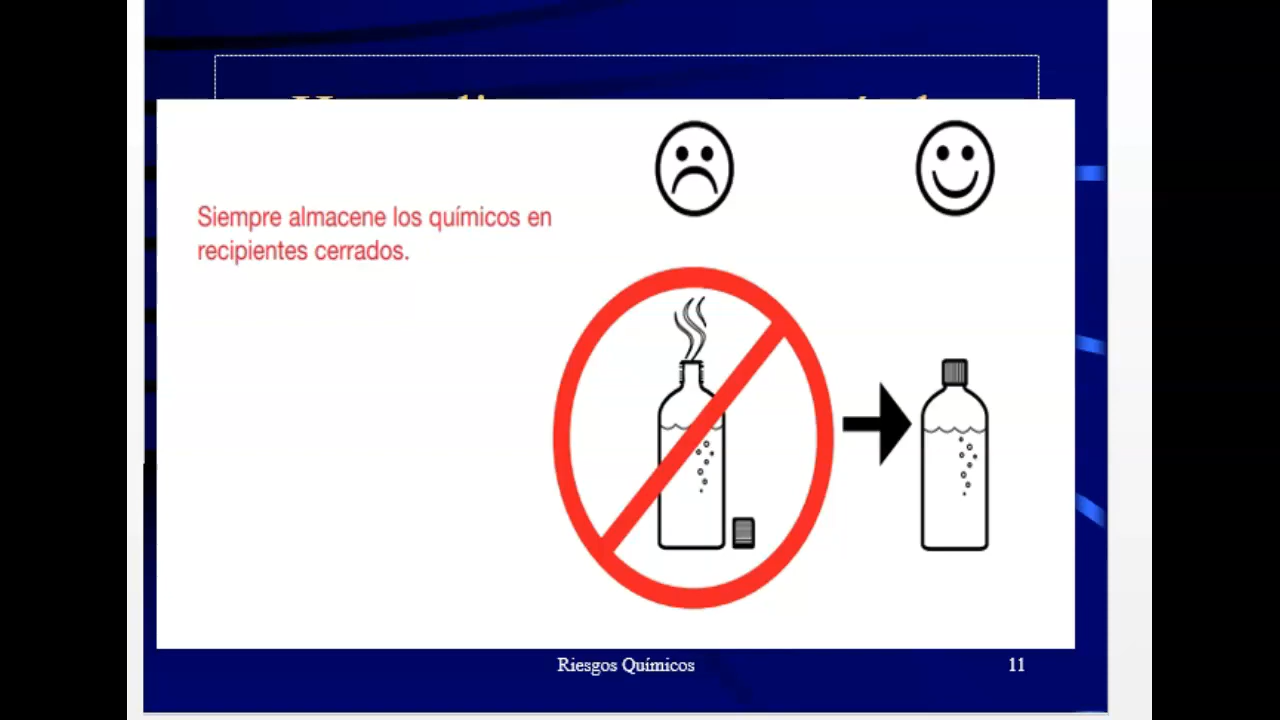 Siempre almacene los químicos en
recipientes cerrados.
Riesgos Químicos
11